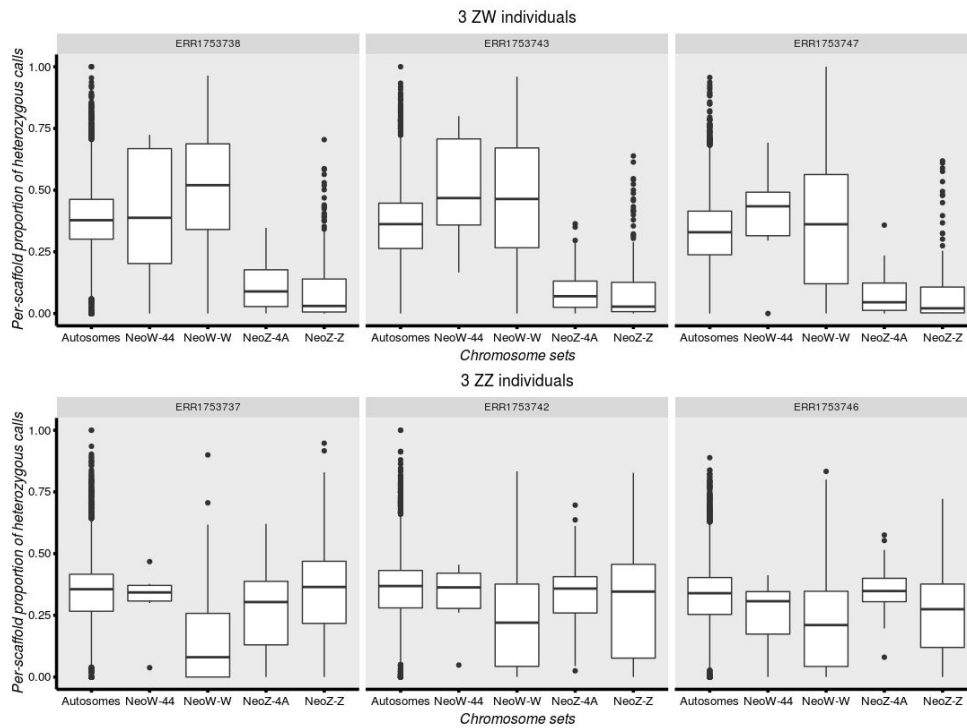 3 ZW individuals
ERR1753738 ERR1753743 ERR1753747
Per-scaffold proportion of heterozygous calls
1.00
0.75
0.50
0.25
0.00
Autosomes NeoW-44 NeoW-W NeoZ-4A NeoZ-Z Autosomes NeoW-44 NeoW-W NeoZ-4A NeoZ-Z Autosomes NeoW-44 NeoW-W NeoZ-4A NeoZ-Z
Chromosome sets
3 ZZ individuals
ERR1753737 ERR1753742 ERR1753746
Per-scaffold proportion of heterozygous calls
1.00
0.75
0.50
0.25
0.00
Autosomes NeoW-44 NeoW-W NeoZ-4A NeoZ-Z Autosomes NeoW-44 NeoW-W NeoZ-4A NeoZ-Z Autosomes NeoW-44 NeoW-W NeoZ-4A NeoZ-Z
Chromosome sets